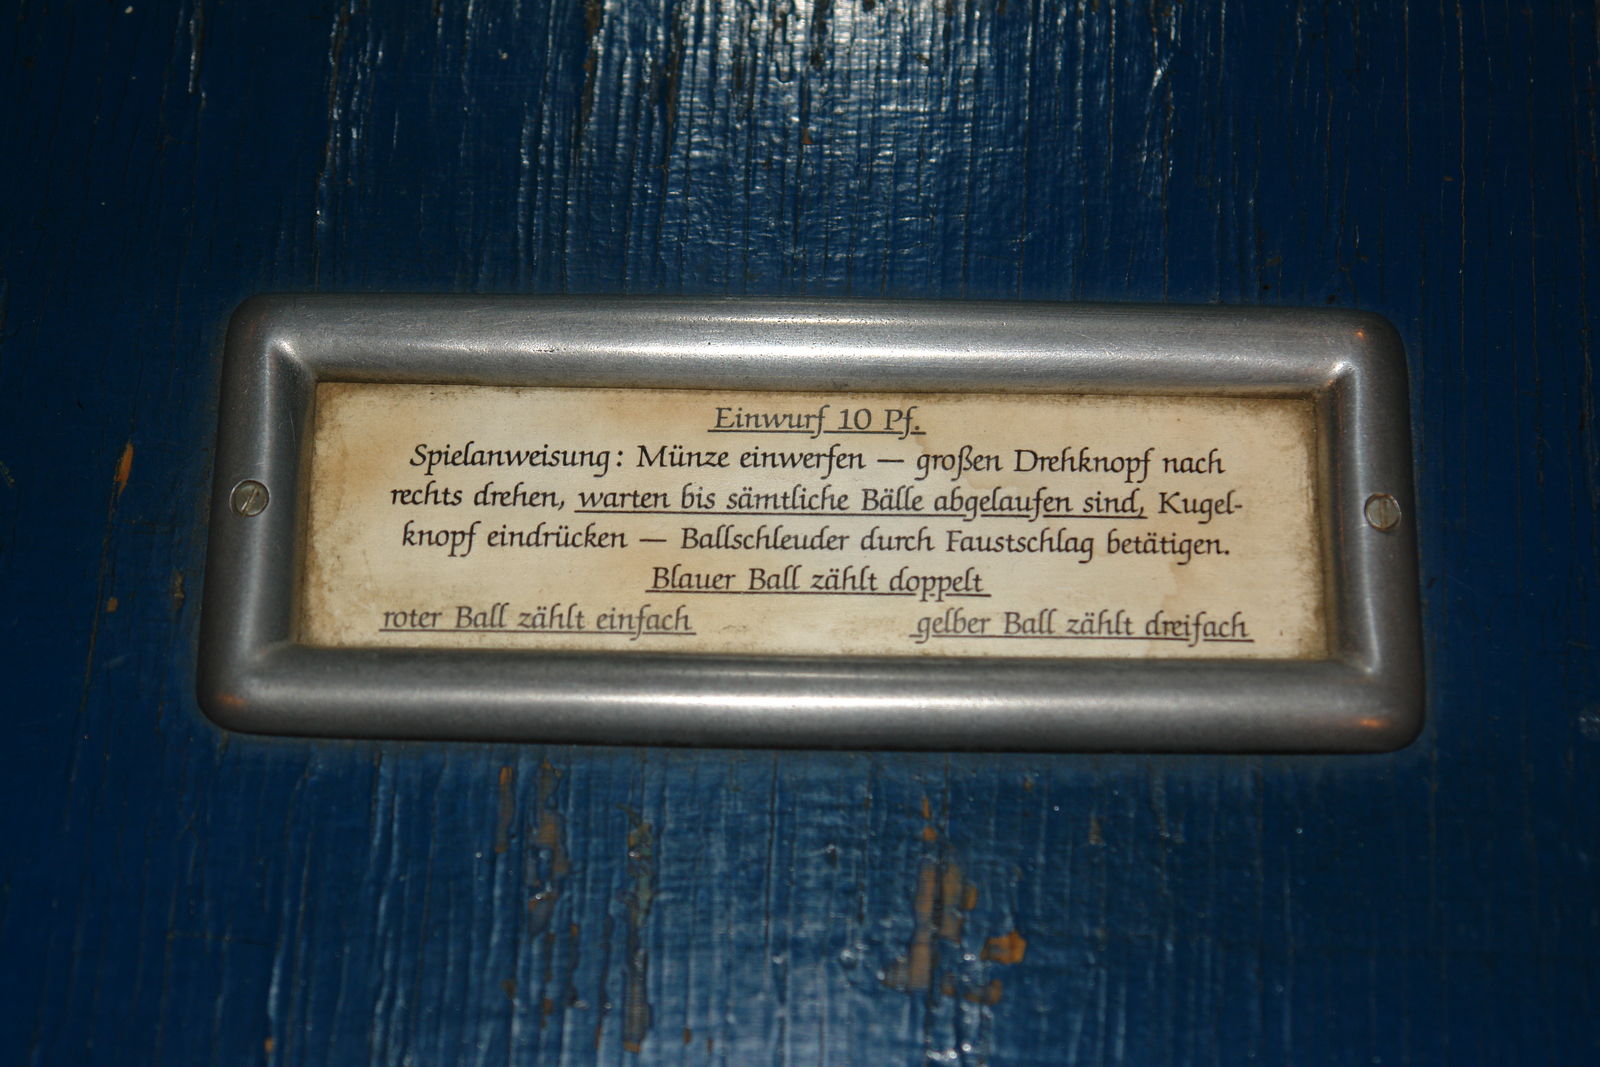 Einwurf 10 Pf.
Spielanweisung: Münze einwerfen — großen Drehknopf nach
rechts drehen, warten bis sämtliche Bälle abgelaufen sind, Kugel-
knopf eindrücken — Ballschleuder durch Faustschlag betätigen.
Blauer Ball zählt doppelt
roter Ball zählt einfach gelber Ball zählt dreifach